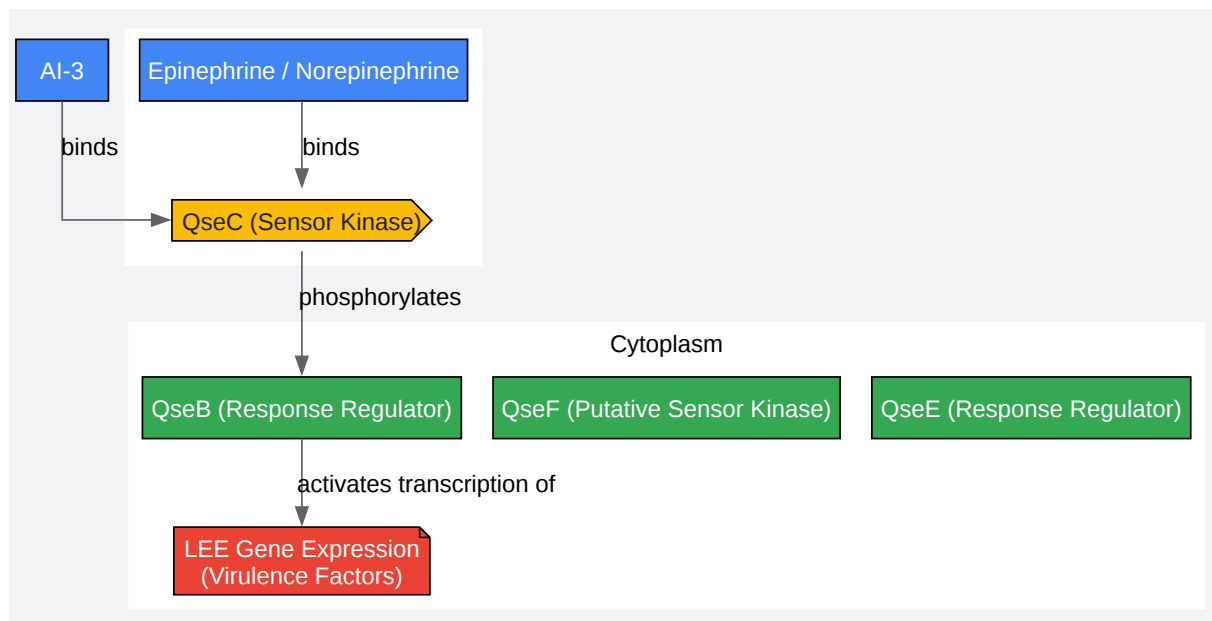 AI-3
Epinephrine / Norepinephrine
binds
binds
QseC (Sensor Kinase)
phosphorylates
Cytoplasm
QseB (Response Regulator)
QseF (Putative Sensor Kinase)
QseE (Response Regulator)
activates transcription of
LEE Gene Expression
(Virulence Factors)